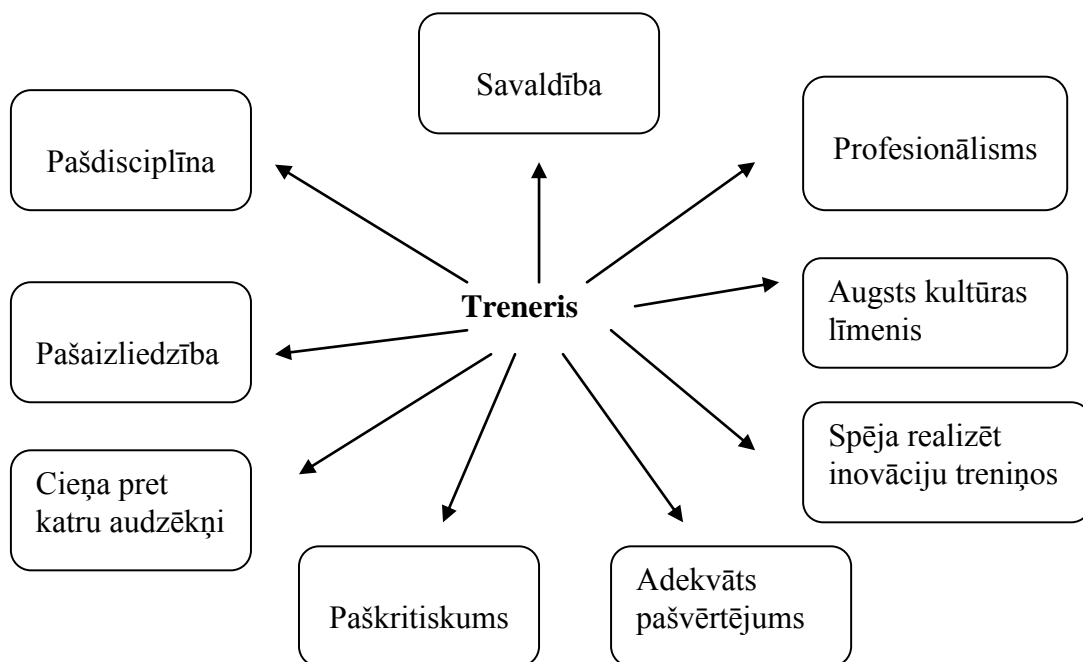 Savaldība
Pašdisciplīna
Profesionālisms
Treneris
Augsts kultūras
līmenis
Pašaizliedzība
Spēja realizēt
inovāciju treniņos
Cieņa pret
katru audzēkņi
Paškritiskums
Adekvāts
pašvērtējums